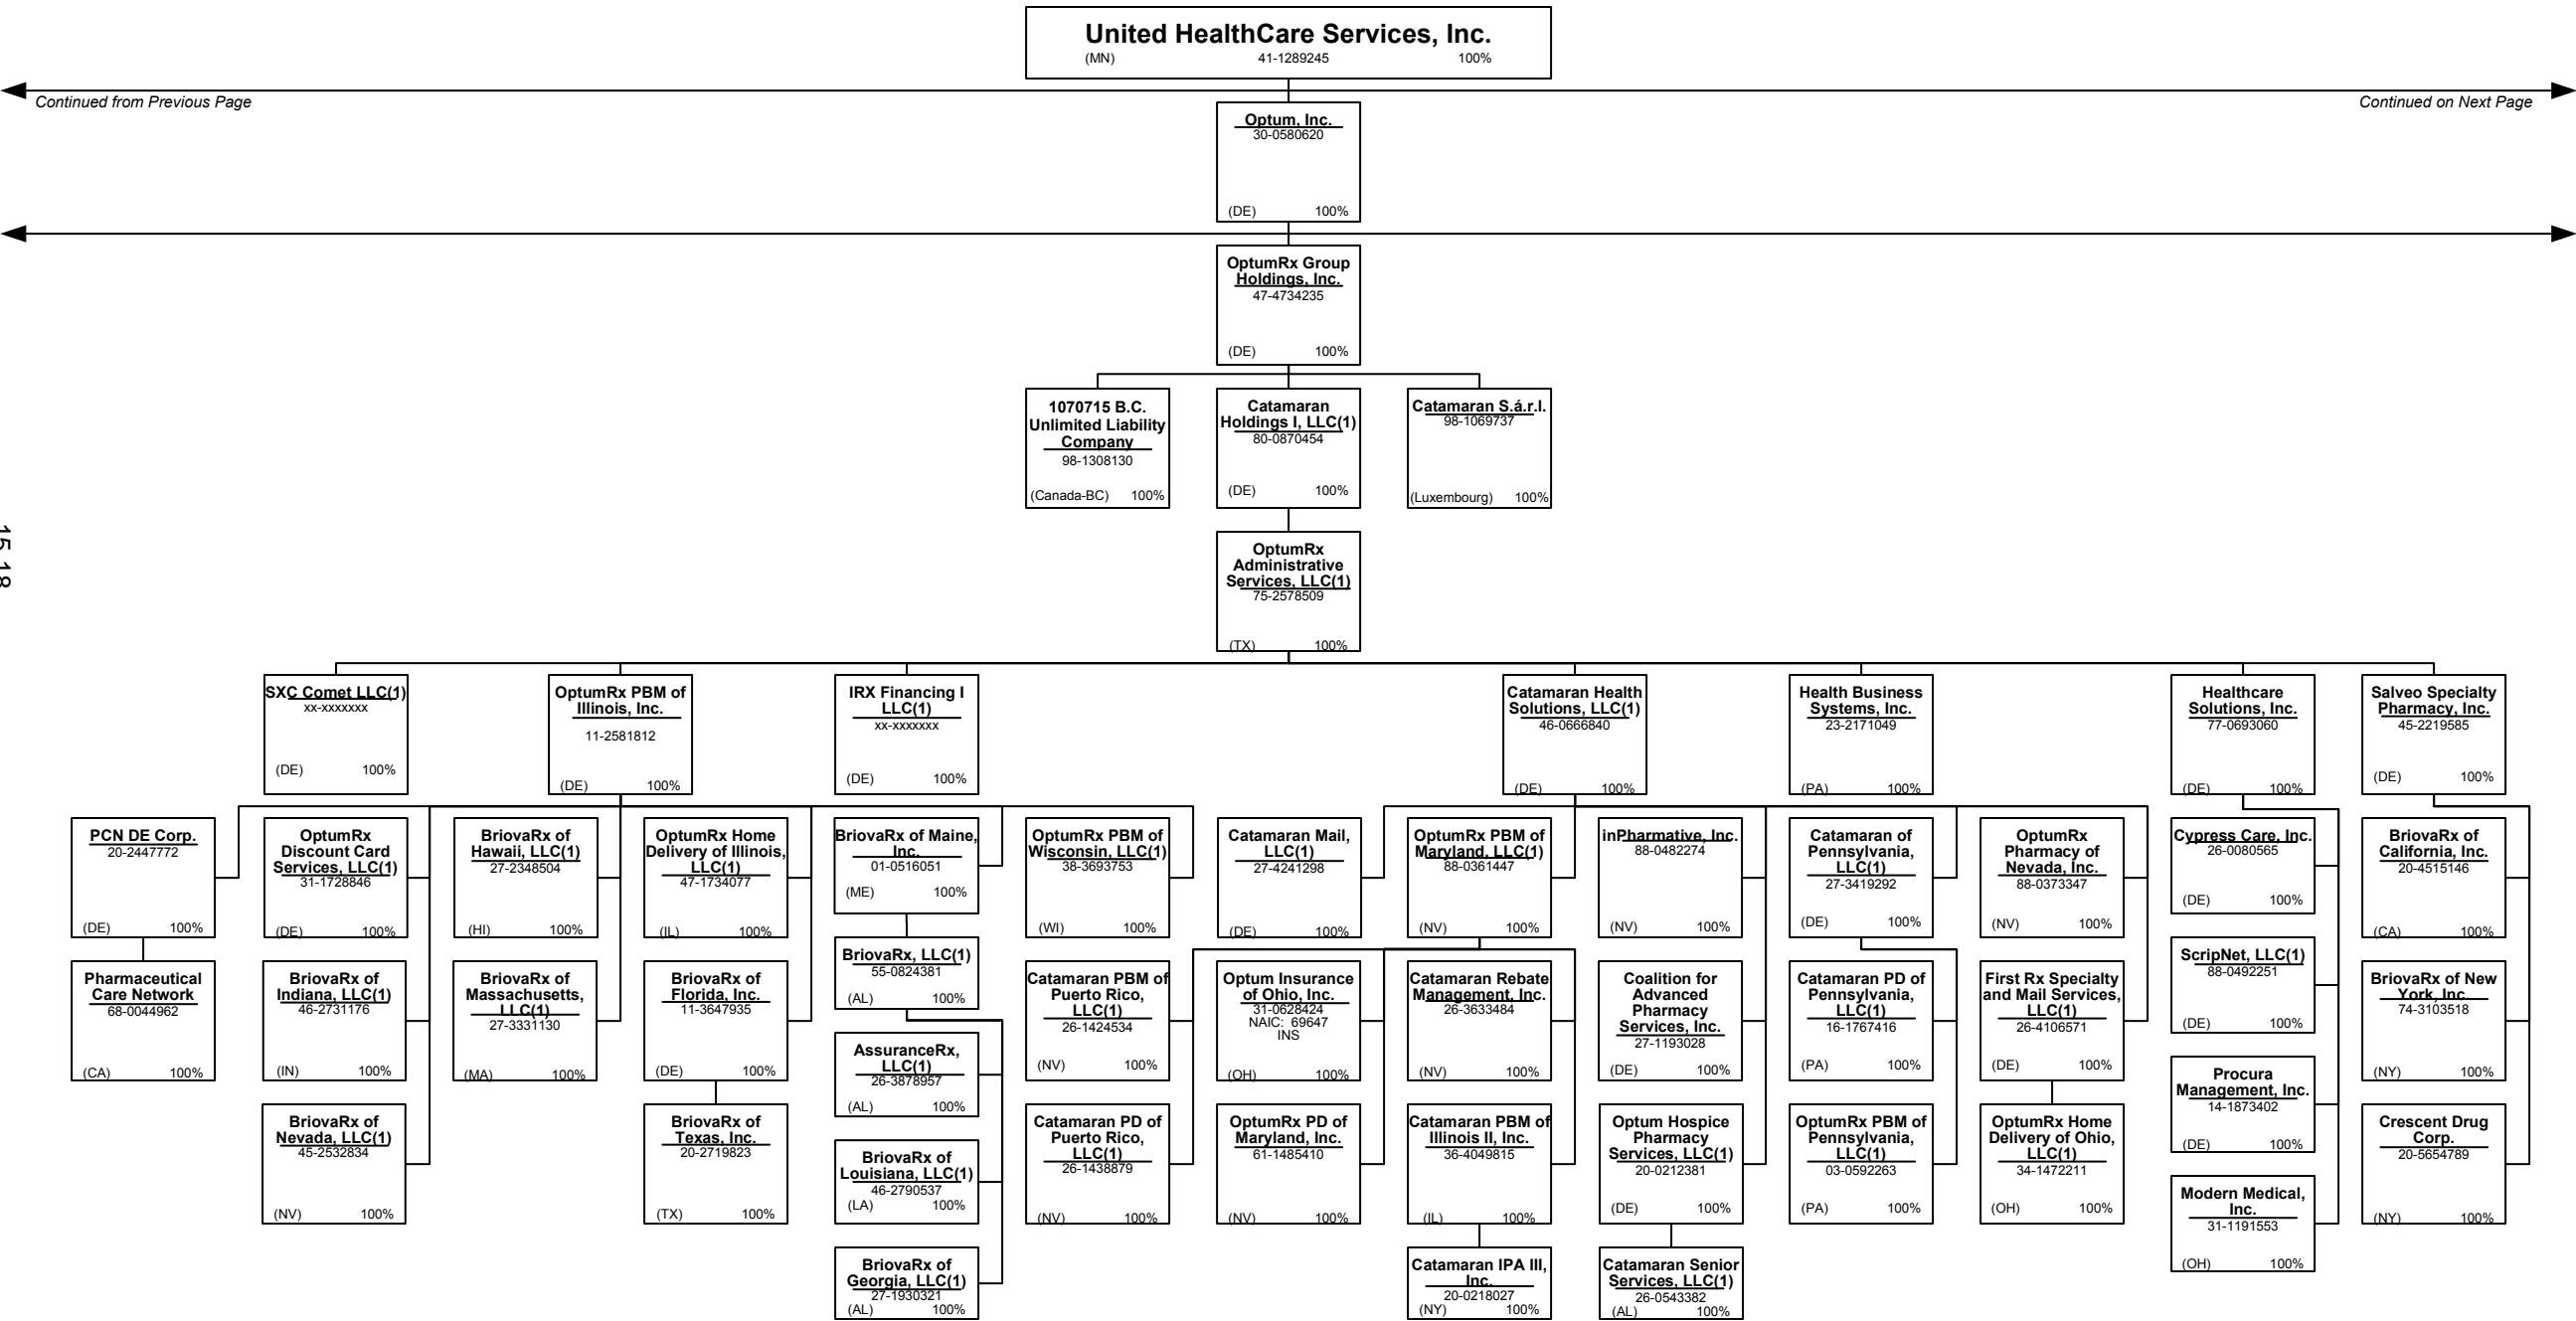 United HealthCare Services, Inc.
(MN) 41-1289245 100%
Continued from Previous Page
Continued on Next Page
Optum, Inc.
30-0580620
(DE) 100%
OptumRx Group
Holdings, Inc.
47-4734235
(DE) 100%
1070715 B.C.
Unlimited Liability
Company
98-1308130
(Canada-BC) 100%
Catamaran
Holdings I, LLC(1)
80-0870454
(DE) 100%
Catamaran S.á.r.l.
98-1069737
(Luxembourg) 100%
15.18
OptumRx
Administrative
Services, LLC(1)
75-2578509
(TX) 100%
SXC Comet LLC(1)
xx-xxxxxxx
(DE) 100%
OptumRx PBM of
Illinois, Inc.
11-2581812
(DE) 100%
IRX Financing I
LLC(1)
xx-xxxxxxx
(DE) 100%
Catamaran Health
Solutions, LLC(1)
46-0666840
(DE) 100%
Health Business
Systems, Inc.
23-2171049
(PA) 100%
Healthcare
Solutions, Inc.
77-0693060
(DE) 100%
Salveo Specialty
Pharmacy, Inc.
45-2219585
(DE) 100%
PCN DE Corp.
20-2447772
(DE) 100%
OptumRx
Discount Card
Services, LLC(1)
31-1728846
(DE) 100%
BriovaRx of
Hawaii, LLC(1)
27-2348504
(HI) 100%
OptumRx Home
Delivery of Illinois,
LLC(1)
47-1734077
(IL) 100%
BriovaRx of Maine,
Inc.
01-0516051
(ME) 100%
OptumRx PBM of
Wisconsin, LLC(1)
38-3693753
(WI) 100%
Catamaran Mail,
LLC(1)
27-4241298
(DE) 100%
OptumRx PBM of
Maryland, LLC(1)
88-0361447
(NV) 100%
inPharmative, Inc.
88-0482274
(NV) 100%
Catamaran of
Pennsylvania,
LLC(1)
27-3419292
(DE) 100%
OptumRx
Pharmacy of
Nevada, Inc.
88-0373347
(NV) 100%
Cypress Care, Inc.
26-0080565
(DE) 100%
BriovaRx of
California, Inc.
20-4515146
(CA) 100%
Pharmaceutical
Care Network
68-0044962
(CA) 100%
BriovaRx of
Indiana, LLC(1)
46-2731176
(IN) 100%
BriovaRx of
Massachusetts,
LLC(1)
27-3331130
(MA) 100%
BriovaRx of
Florida, Inc.
11-3647935
(DE) 100%
BriovaRx, LLC(1)
55-0824381
(AL) 100%
Catamaran PBM of
Puerto Rico,
LLC(1)
26-1424534
(NV) 100%
Optum Insurance
of Ohio, Inc.
31-0628424
NAIC: 69647
INS
(OH) 100%
Catamaran Rebate
Management, Inc.
26-3633484
(NV) 100%
Coalition for
Advanced
Pharmacy
Services, Inc.
27-1193028
(DE) 100%
Catamaran PD of
Pennsylvania,
LLC(1)
16-1767416
(PA) 100%
First Rx Specialty
and Mail Services,
LLC(1)
26-4106571
(DE) 100%
ScripNet, LLC(1)
88-0492251
(DE) 100%
BriovaRx of New
York, Inc.
74-3103518
(NY) 100%
AssuranceRx,
LLC(1)
26-3878957
(AL) 100%
Procura
Management, Inc.
14-1873402
(DE) 100%
BriovaRx of
Nevada, LLC(1)
45-2532834
(NV) 100%
BriovaRx of
Texas, Inc.
20-2719823
(TX) 100%
BriovaRx of
Louisiana, LLC(1)
46-2790537
(LA) 100%
Catamaran PD of
Puerto Rico,
LLC(1)
26-1438879
(NV) 100%
OptumRx PD of
Maryland, Inc.
61-1485410
(NV) 100%
Catamaran PBM of
Illinois II, Inc.
36-4049815
(IL) 100%
Optum Hospice
Pharmacy
Services, LLC(1)
20-0212381
(DE) 100%
OptumRx PBM of
Pennsylvania,
LLC(1)
03-0592263
(PA) 100%
OptumRx Home
Delivery of Ohio,
LLC(1)
34-1472211
(OH) 100%
Modern Medical,
Inc.
31-1191553
(OH) 100%
Crescent Drug
Corp.
20-5654789
(NY) 100%
BriovaRx of
Georgia, LLC(1)
27-1930321
(AL) 100%
Catamaran IPA III,
Inc.
20-0218027
(NY) 100%
Catamaran Senior
Services, LLC(1)
26-0543382
(AL) 100%